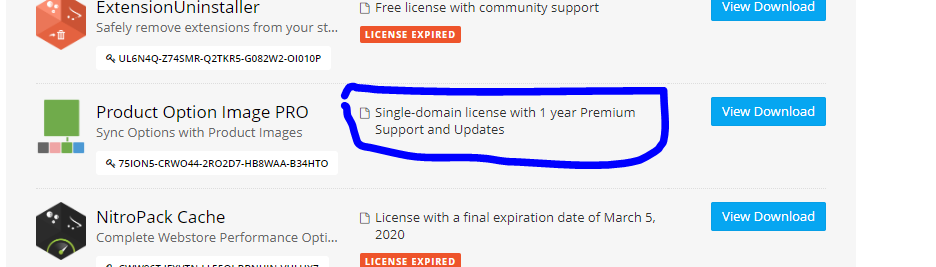 ExtensionUninstaller
Safely remove extensions from your st...
UL6N4Q-Z74SMR-Q2TKR5-G082W2-OI010P
Free license with community support
LICENSE EXPIRED
View Download
Product Option Image PRO
Sync Options with Product Images
75ION5-CRWO44-2RO2D7-HB8WAA-B34HTO
Single-domain license with 1 year Premium
Support and Updates
View Download
NitroPack Cache
Complete Webstore Performance Opti...
License with a final expiration date of March 5,
2020
LICENSE EXPIRED
View Download